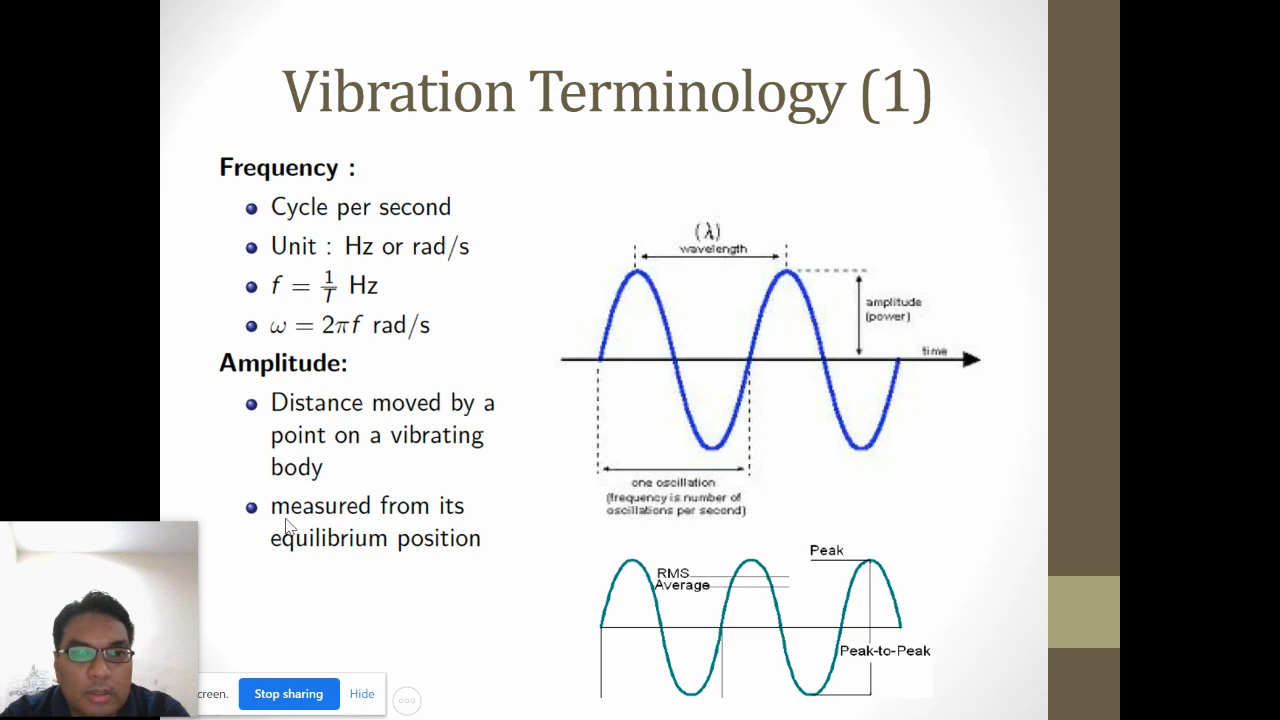 Vibration Terminology (1)
Frequency :
Cycle per second
Unit : Hz or rad/s
f = 1/T Hz
ω = 2πf rad/s
Amplitude:
Distance moved by a
point on a vibrating
body
measured from its
equilibrium position
(λ)
wavelength
amplitude
(power)
time
one oscillation
(frequency is number of
oscillations per second)
Peak
RMS
Average
Peak-to-Peak
creen.
Stop sharing
Hide